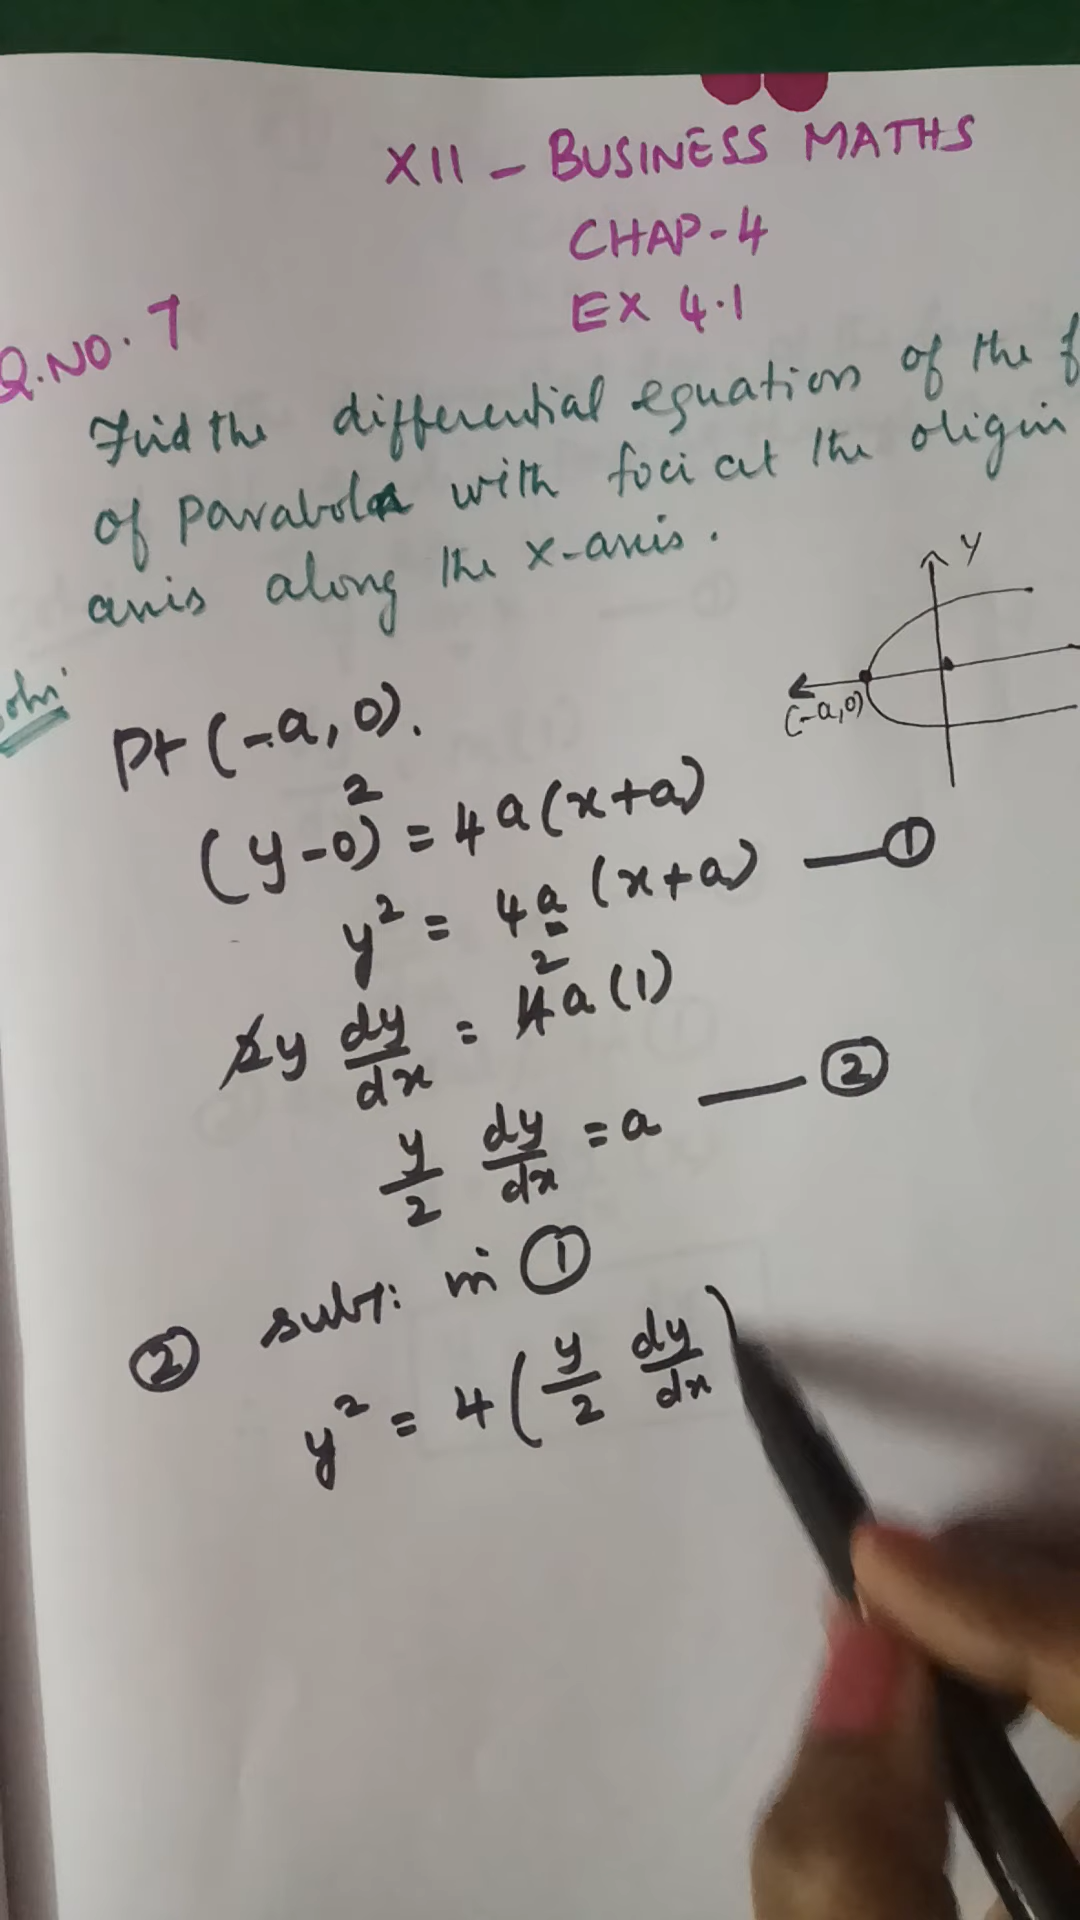 XII - BUSINESS MATHS
CHAP-4
EX 4.1
Q.NO. 7
Find the differential equation of the f
of parabola with foci at the origin
axis along the x-axis.
Soln:
Y
(-a,0)
Pt (-a, 0).
(y-0)² = 4a(x+a)
y² = 4a (x+a) — ①
2y dy/dx = 4a(1)
2
y/2 dy/dx = a — ②
② subt: in ①
y² = 4(y/2 dy/dx)